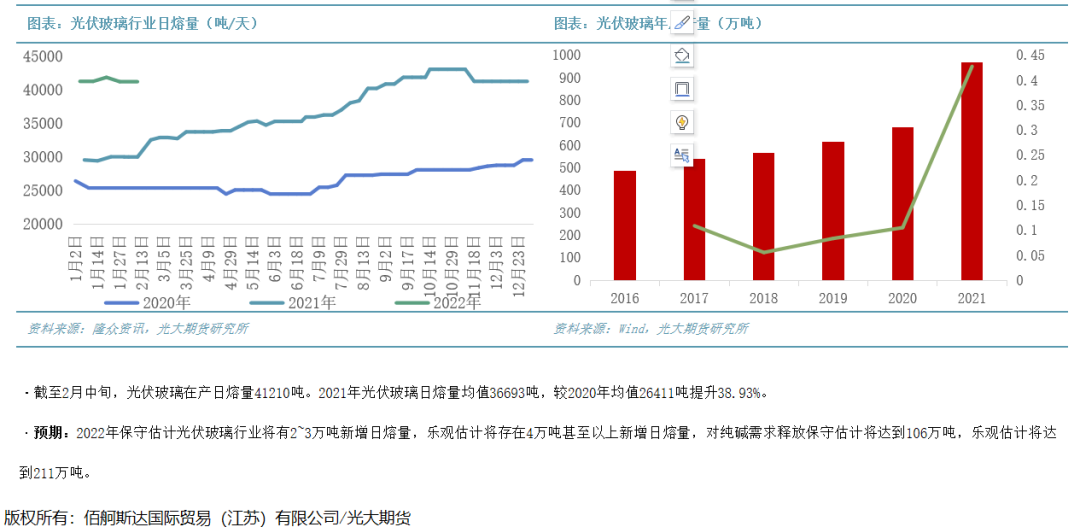 图表：光伏玻璃行业日熔量（吨/天）
图表：光伏玻璃年 量（万吨）
45000
40000
35000
30000
25000
20000
1月2日
1月14日
1月27日
2月13日
3月5日
3月25日
4月9日
4月29日
5月14日
6月3日
6月18日
7月9日
7月29日
8月13日
9月2日
9月17日
10月14日
10月29日
11月18日
12月3日
12月23日
2020年 2021年 2022年
1000
900
800
700
600
500
400
300
200
100
0
0.45
0.4
0.35
0.3
0.25
0.2
0.15
0.1
0.05
0
2016 2017 2018 2019 2020 2021
资料来源：隆众资讯，光大期货研究所
资料来源：Wind，光大期货研究所
·截至2月中旬，光伏玻璃在产日熔量41210吨。2021年光伏玻璃日熔量均值36693吨，较2020年均值26411吨提升38.93%。
·预期：2022年保守估计光伏玻璃行业将有2~3万吨新增日熔量，乐观估计将存在4万吨甚至以上新增日熔量，对纯碱需求释放保守估计将达到106万吨，乐观估计将达
到211万吨。
版权所有：佰舸斯达国际贸易（江苏）有限公司/光大期货